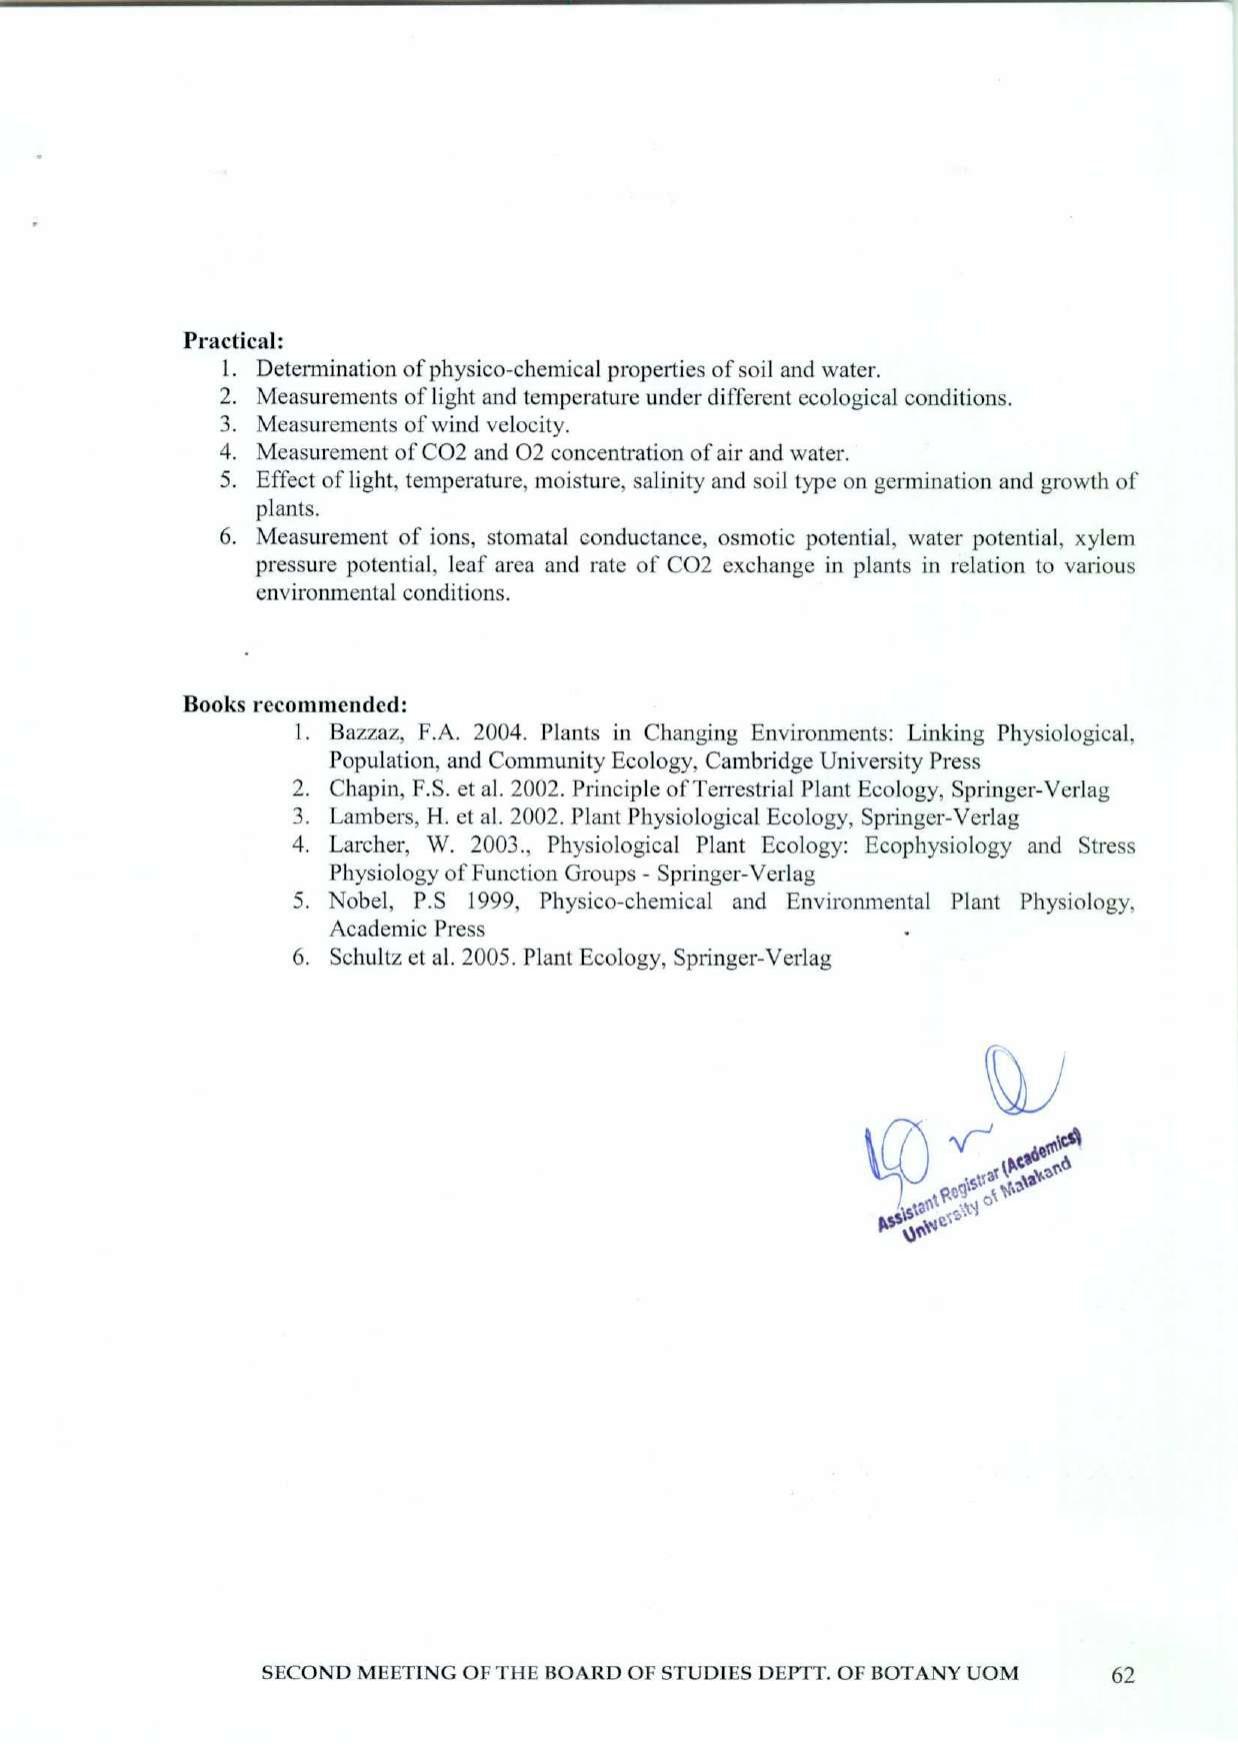 Practical:
1. Determination of physico-chemical properties of soil and water.
2. Measurements of light and temperature under different ecological conditions.
3. Measurements of wind velocity.
4. Measurement of CO2 and O2 concentration of air and water.
5. Effect of light, temperature, moisture, salinity and soil type on germination and growth of
plants.
6. Measurement of ions, stomatal conductance, osmotic potential, water potential, xylem
pressure potential, leaf area and rate of CO2 exchange in plants in relation to various
environmental conditions.
Books recommended:
1. Bazzaz, F.A. 2004. Plants in Changing Environments: Linking Physiological,
Population, and Community Ecology, Cambridge University Press
2. Chapin, F.S. et al. 2002. Principle of Terrestrial Plant Ecology, Springer-Verlag
3. Lambers, H. et al. 2002. Plant Physiological Ecology, Springer-Verlag
4. Larcher, W. 2003., Physiological Plant Ecology: Ecophysiology and Stress
Physiology of Function Groups - Springer-Verlag
5. Nobel, P.S 1999, Physico-chemical and Environmental Plant Physiology,
Academic Press
6. Schultz et al. 2005. Plant Ecology, Springer-Verlag
Assistant Registrar (Academics)
University of Malakand
SECOND MEETING OF THE BOARD OF STUDIES DEPTT. OF BOTANY UOM 62